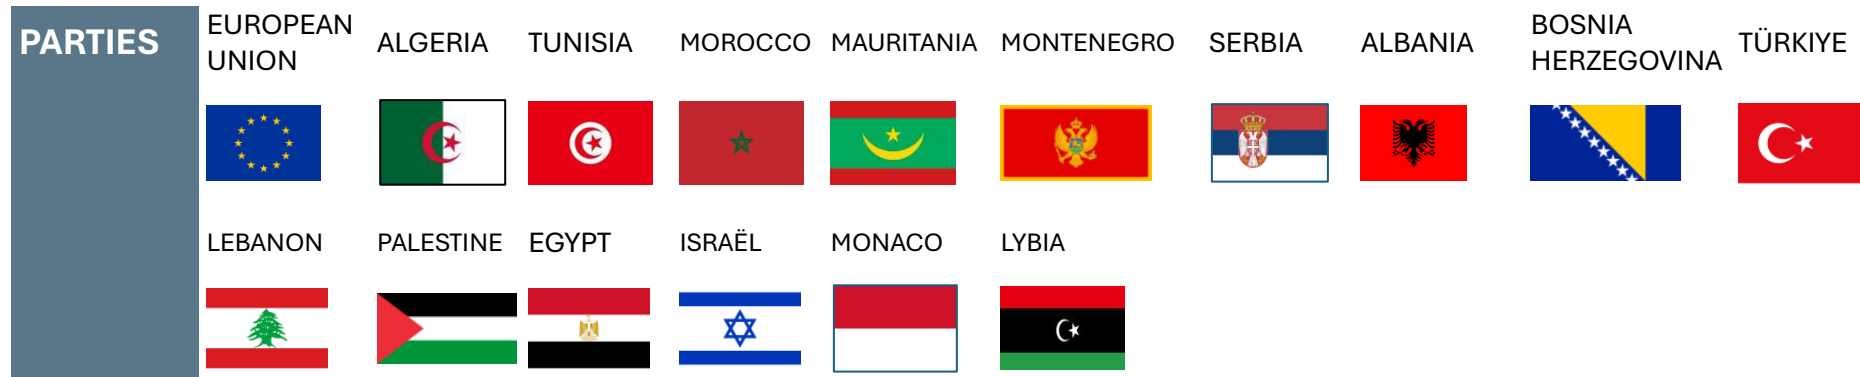 PARTIES
EUROPEAN
UNION
ALGERIA
TUNISIA
MOROCCO
MAURITANIA
MONTENEGRO
SERBIA
ALBANIA
BOSNIA
HERZEGOVINA
TÜRKIYE
LEBANON
PALESTINE
EGYPT
ISRAËL
MONACO
LYBIA